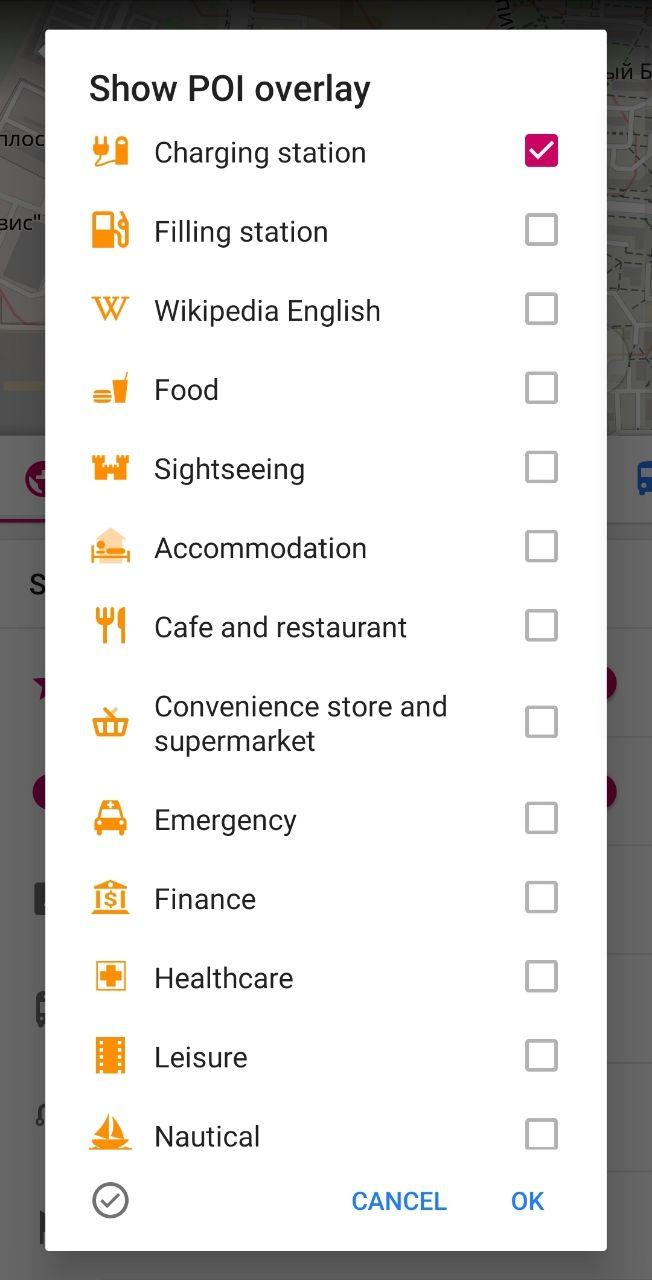 Show POI overlay
Charging station
Filling station
Wikipedia English
Food
Sightseeing
Accommodation
Cafe and restaurant
Convenience store and
supermarket
Emergency
Finance
Healthcare
Leisure
Nautical
CANCEL
OK